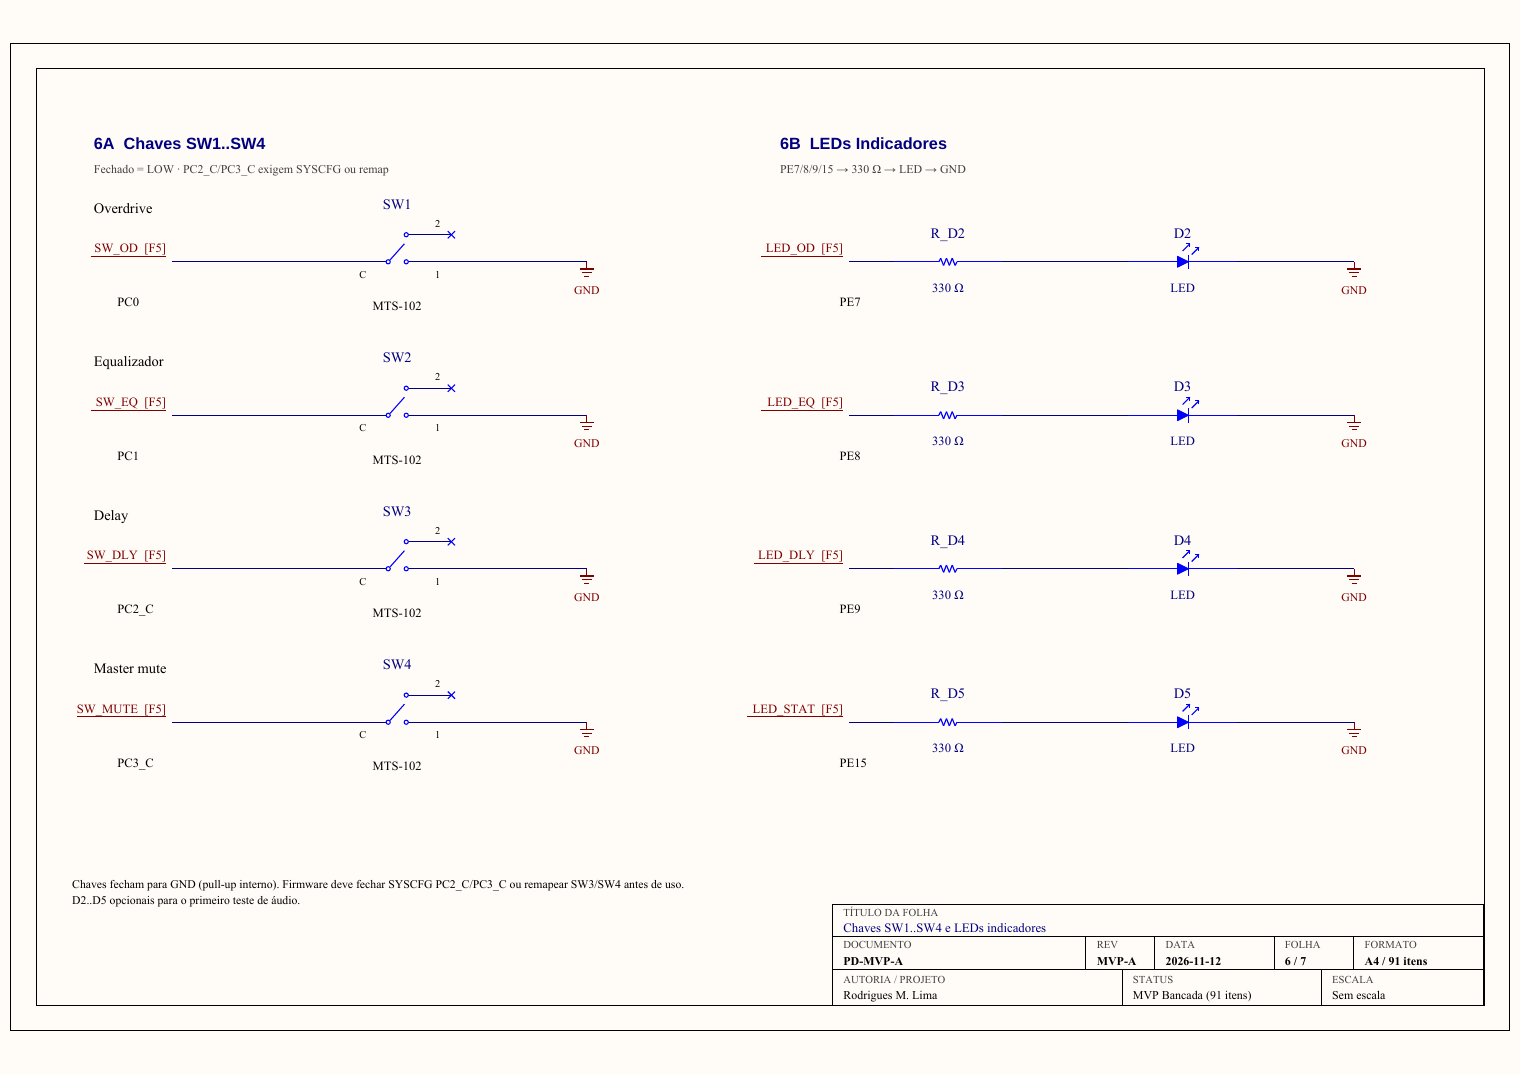 6A  Chaves SW1..SW4
Fechado = LOW · PC2_C/PC3_C exigem SYSCFG ou remap
Overdrive
SW1
2
SW_OD [F5]
C
1
GND
PC0
MTS-102
Equalizador
SW2
2
SW_EQ [F5]
C
1
GND
PC1
MTS-102
Delay
SW3
2
SW_DLY [F5]
C
1
GND
PC2_C
MTS-102
Master mute
SW4
2
SW_MUTE [F5]
C
1
GND
PC3_C
MTS-102
6B  LEDs Indicadores
PE7/8/9/15 → 330 Ω → LED → GND
R_D2
D2
LED_OD [F5]
330 Ω
LED
GND
PE7
R_D3
D3
LED_EQ [F5]
330 Ω
LED
GND
PE8
R_D4
D4
LED_DLY [F5]
330 Ω
LED
GND
PE9
R_D5
D5
LED_STAT [F5]
330 Ω
LED
GND
PE15
Chaves fecham para GND (pull-up interno). Firmware deve fechar SYSCFG PC2_C/PC3_C ou remapear SW3/SW4 antes de uso.
D2..D5 opcionais para o primeiro teste de áudio.
TÍTULO DA FOLHA
Chaves SW1..SW4 e LEDs indicadores
DOCUMENTO
PD-MVP-A
REV
MVP-A
DATA
2026-11-12
FOLHA
6 / 7
FORMATO
A4 / 91 itens
AUTORIA / PROJETO
Rodrigues M. Lima
STATUS
MVP Bancada (91 itens)
ESCALA
Sem escala